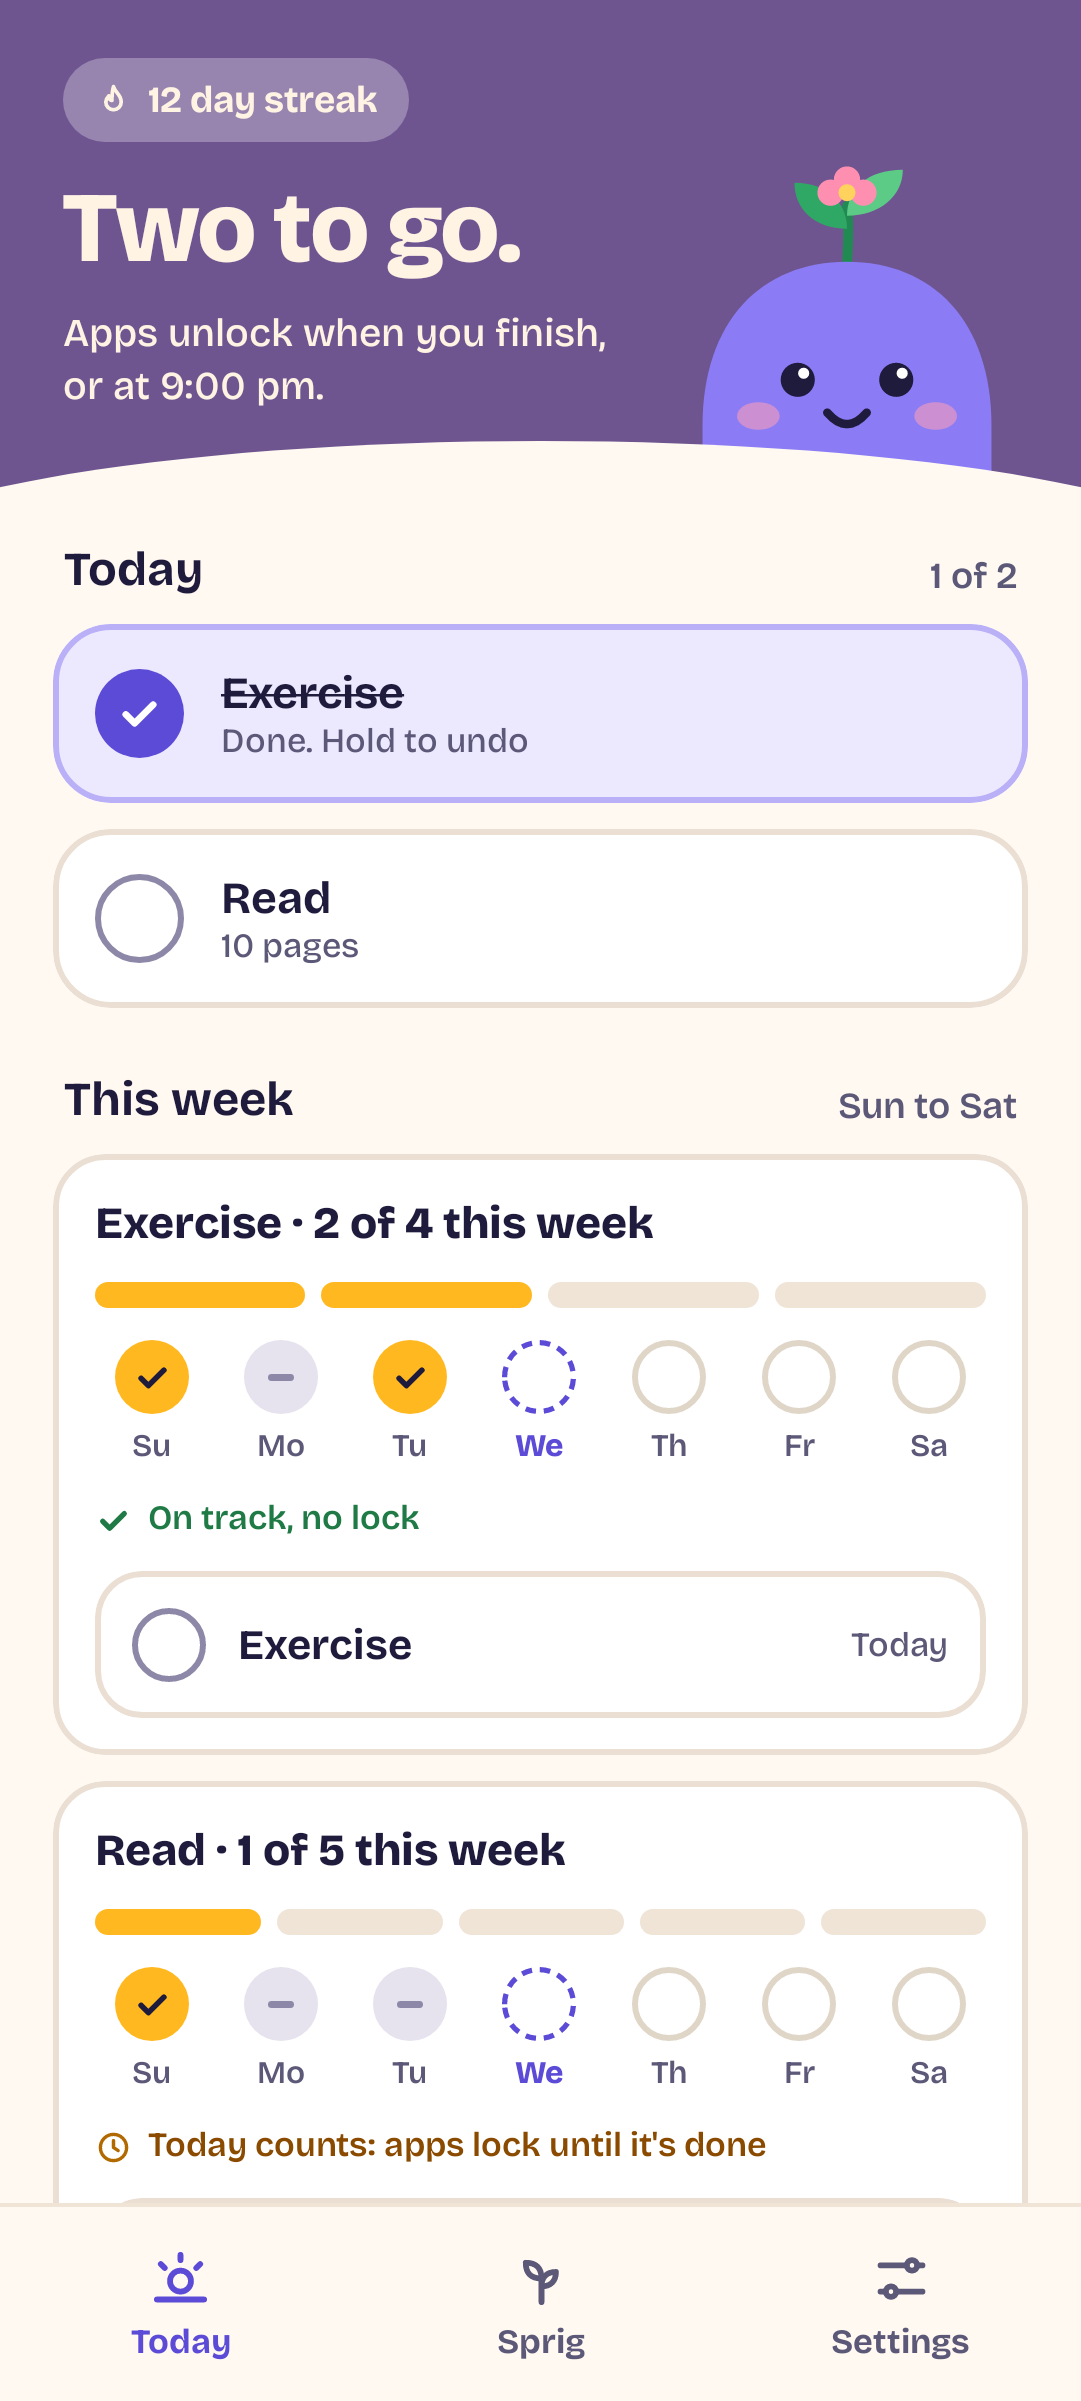 12 day streak
Two to go.
Apps unlock when you finish,
or at 9:00 pm.
Today
1 of 2
Exercise
Done. Hold to undo
Read
10 pages
This week
Sun to Sat
Exercise · 2 of 4 this week
Su Mo Tu We Th Fr Sa
On track, no lock
Exercise
Today
Read · 1 of 5 this week
Su Mo Tu We Th Fr Sa
Today counts: apps lock until it's done
Today
Sprig
Settings